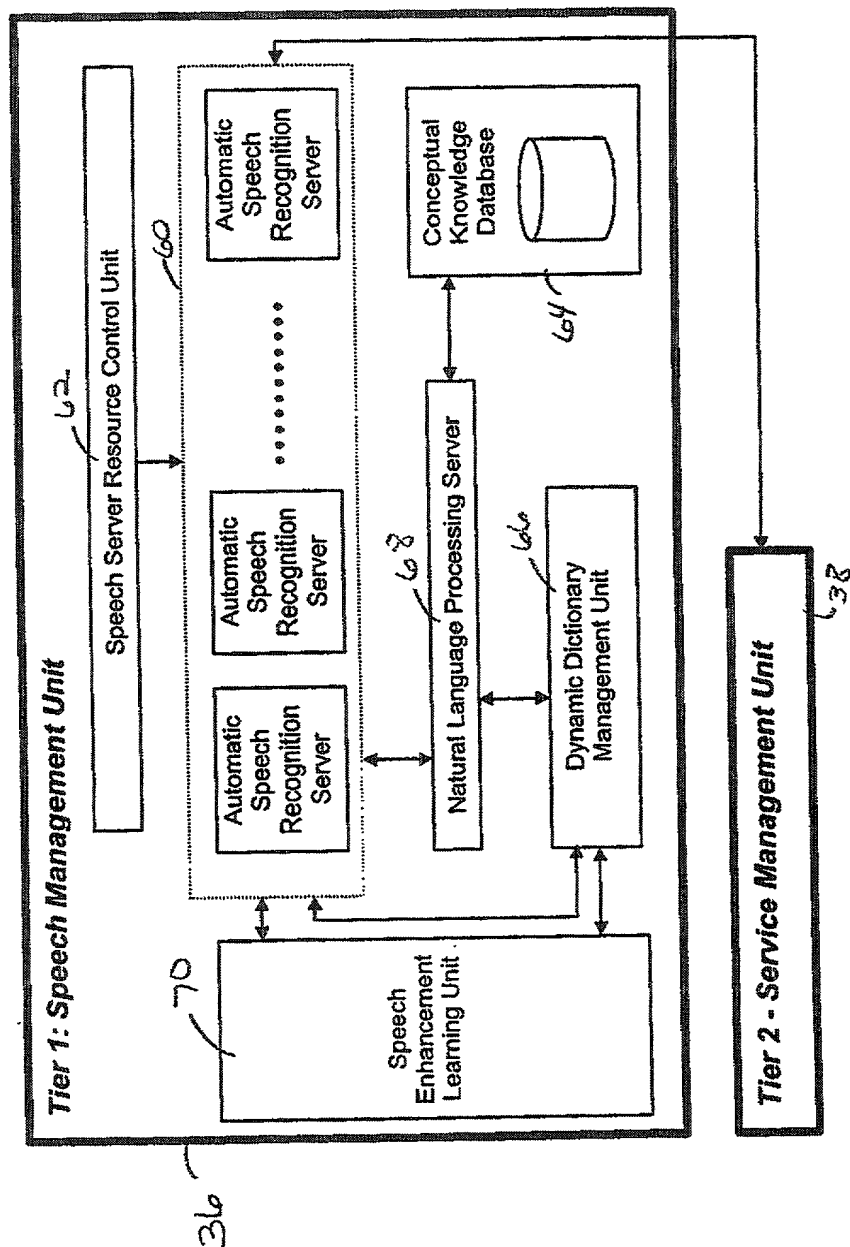 Tier 1: Speech Management Unit
36
Speech Server Resource Control Unit
62
60
Automatic
Speech
Recognition
Server
Automatic
Speech
Recognition
Server
Automatic
Speech
Recognition
Server
70
Speech
Enhancement
Learning Unit
Natural Language Processing Server
68
Conceptual
Knowledge
Database
64
Dynamic Dictionary
Management Unit
66
Tier 2 - Service Management Unit
38